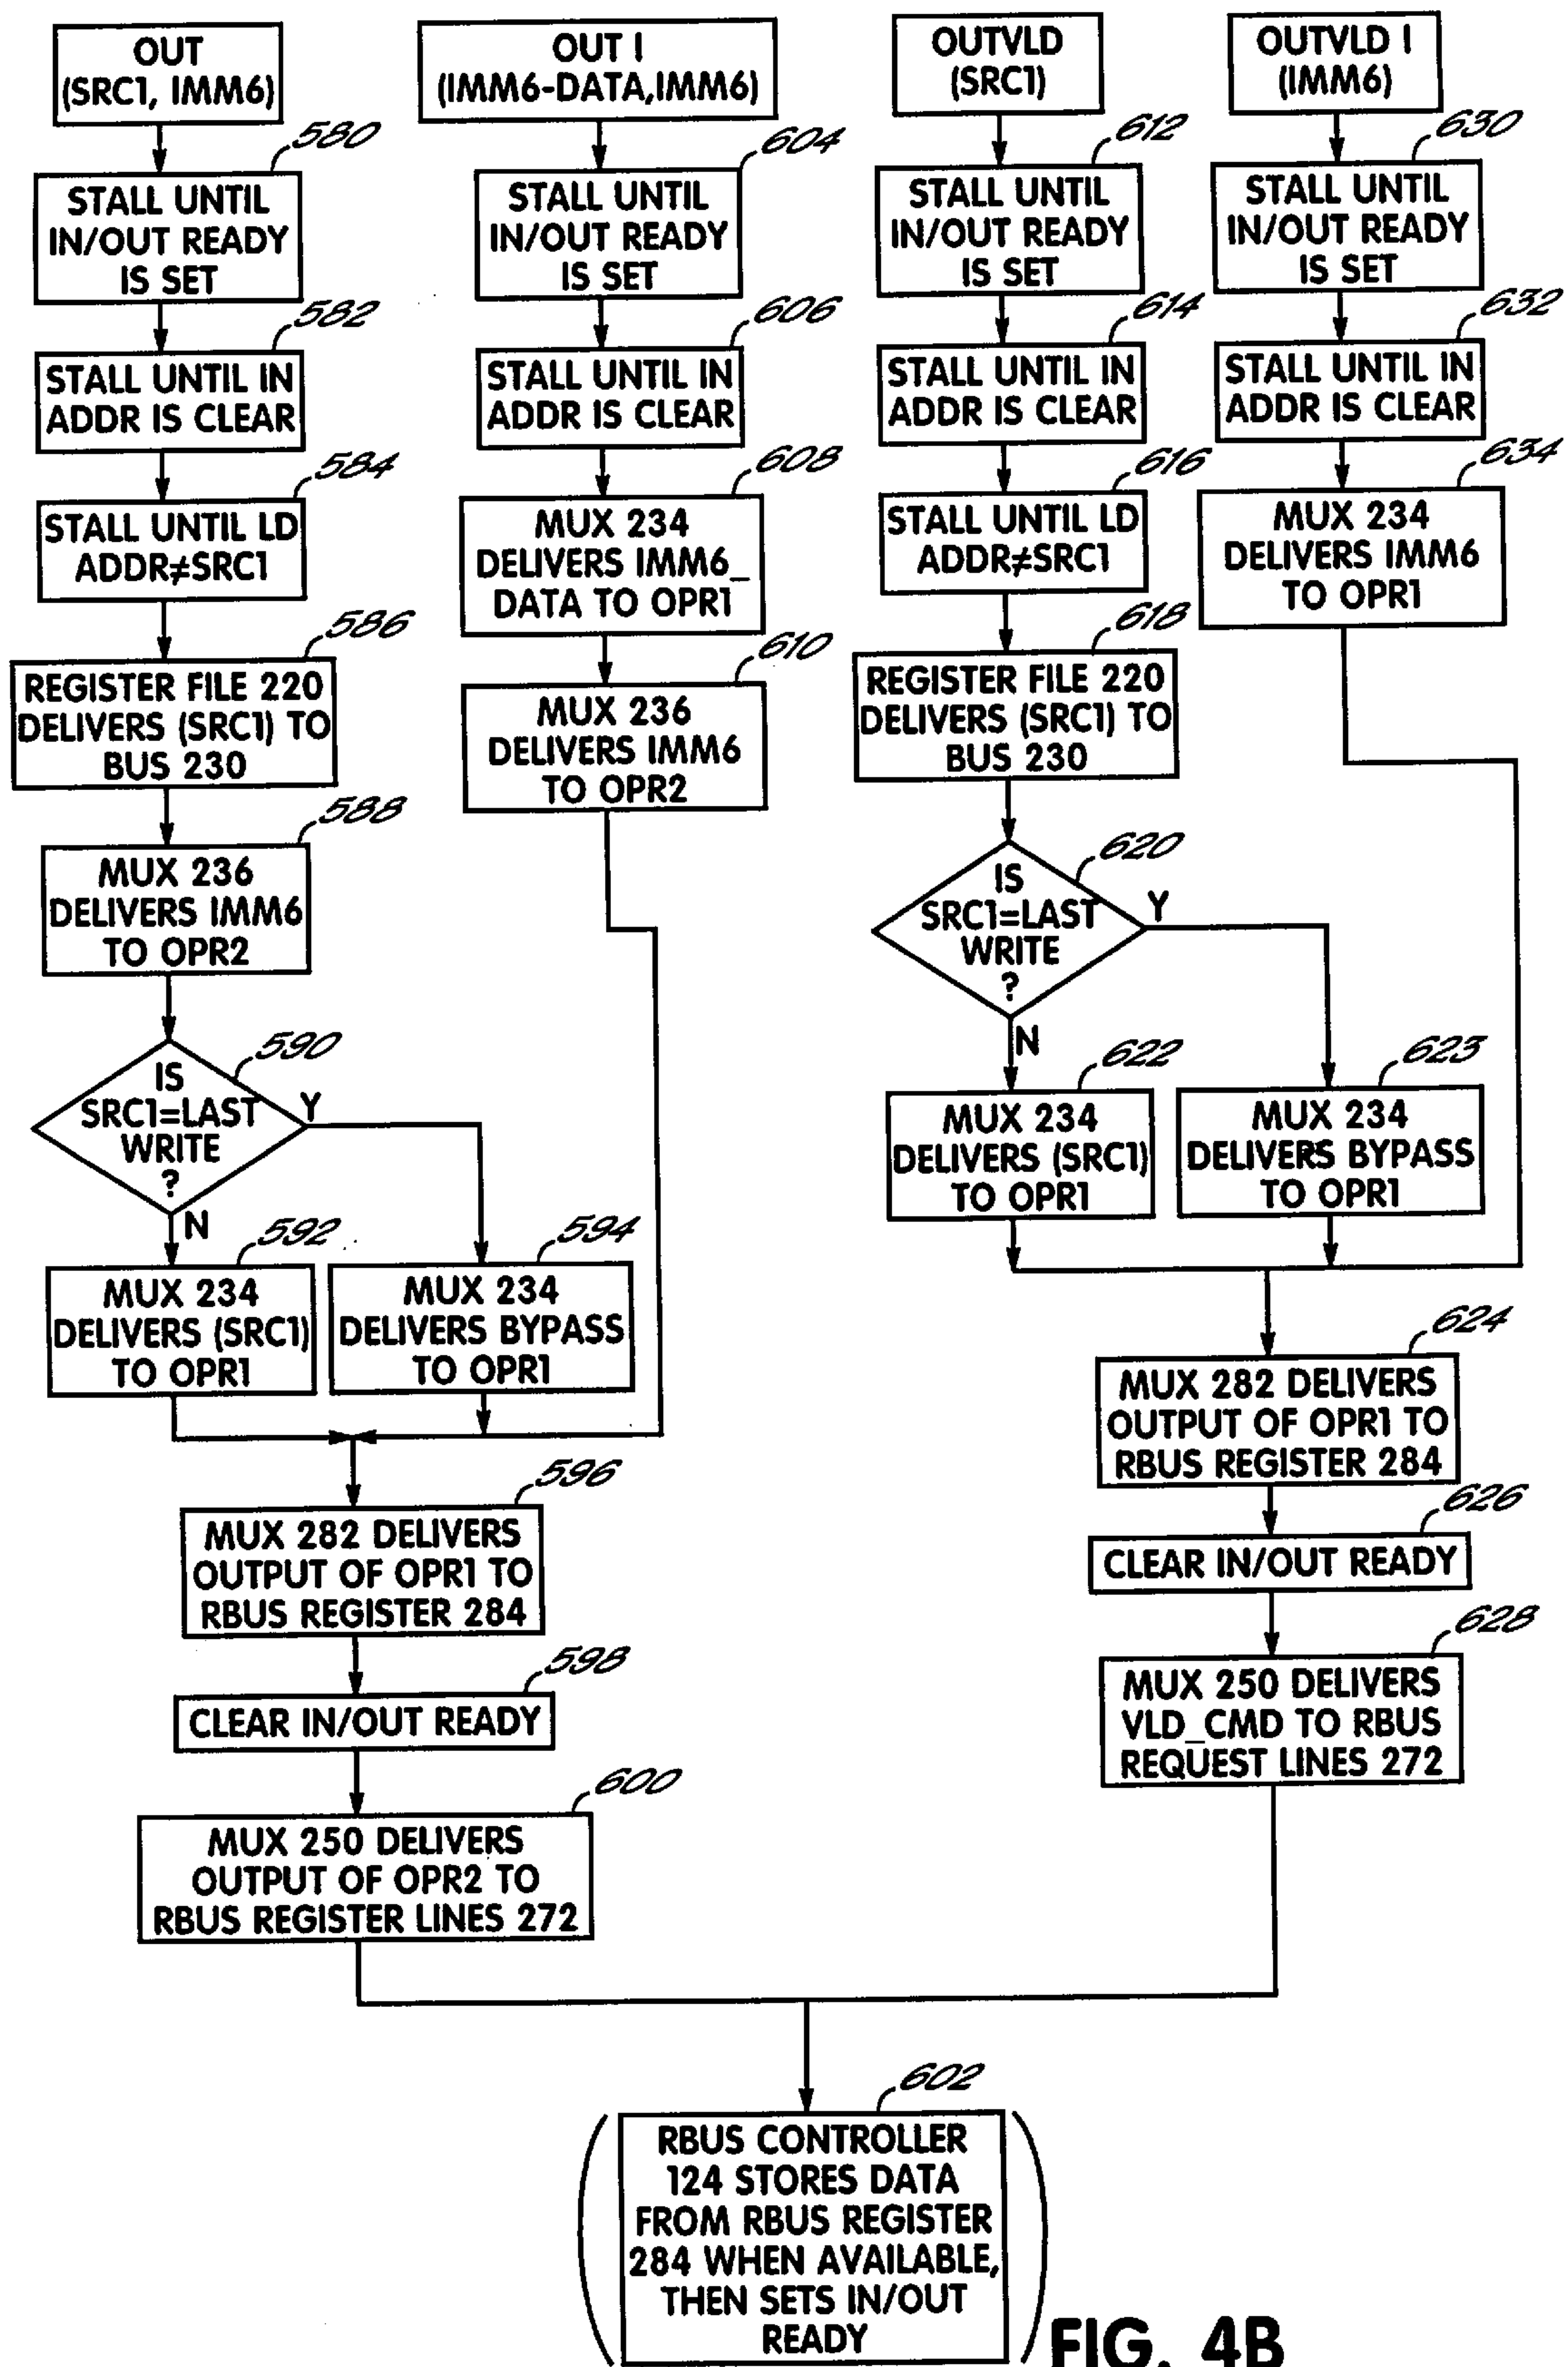 OUT
(SRC1, IMM6)
580
STALL UNTIL
IN/OUT READY
IS SET
582
STALL UNTIL IN
ADDR IS CLEAR
584
STALL UNTIL LD
ADDR≠SRC1
586
REGISTER FILE 220
DELIVERS (SRC1) TO
BUS 230
588
MUX 236
DELIVERS IMM6
TO OPR2
590
IS
SRC1=LAST
WRITE
?
Y
N
592
MUX 234
DELIVERS (SRC1)
TO OPR1
594
MUX 234
DELIVERS BYPASS
TO OPR1
596
MUX 282 DELIVERS
OUTPUT OF OPR1 TO
RBUS REGISTER 284
598
CLEAR IN/OUT READY
600
MUX 250 DELIVERS
OUTPUT OF OPR2 TO
RBUS REGISTER LINES 272
OUT I
(IMM6-DATA,IMM6)
604
STALL UNTIL
IN/OUT READY
IS SET
606
STALL UNTIL IN
ADDR IS CLEAR
608
MUX 234
DELIVERS IMM6_
DATA TO OPR1
610
MUX 236
DELIVERS IMM6
TO OPR2
OUTVLD
(SRC1)
612
STALL UNTIL
IN/OUT READY
IS SET
614
STALL UNTIL IN
ADDR IS CLEAR
616
STALL UNTIL LD
ADDR≠SRC1
618
REGISTER FILE 220
DELIVERS (SRC1) TO
BUS 230
620
IS
SRC1=LAST
WRITE
?
Y
N
622
MUX 234
DELIVERS (SRC1)
TO OPR1
623
MUX 234
DELIVERS BYPASS
TO OPR1
OUTVLD I
(IMM6)
630
STALL UNTIL
IN/OUT READY
IS SET
632
STALL UNTIL IN
ADDR IS CLEAR
634
MUX 234
DELIVERS IMM6
TO OPR1
624
MUX 282 DELIVERS
OUTPUT OF OPR1 TO
RBUS REGISTER 284
626
CLEAR IN/OUT READY
628
MUX 250 DELIVERS
VLD_CMD TO RBUS
REQUEST LINES 272
602
RBUS CONTROLLER
124 STORES DATA
FROM RBUS REGISTER
284 WHEN AVAILABLE,
THEN SETS IN/OUT
READY
FIG. 4B